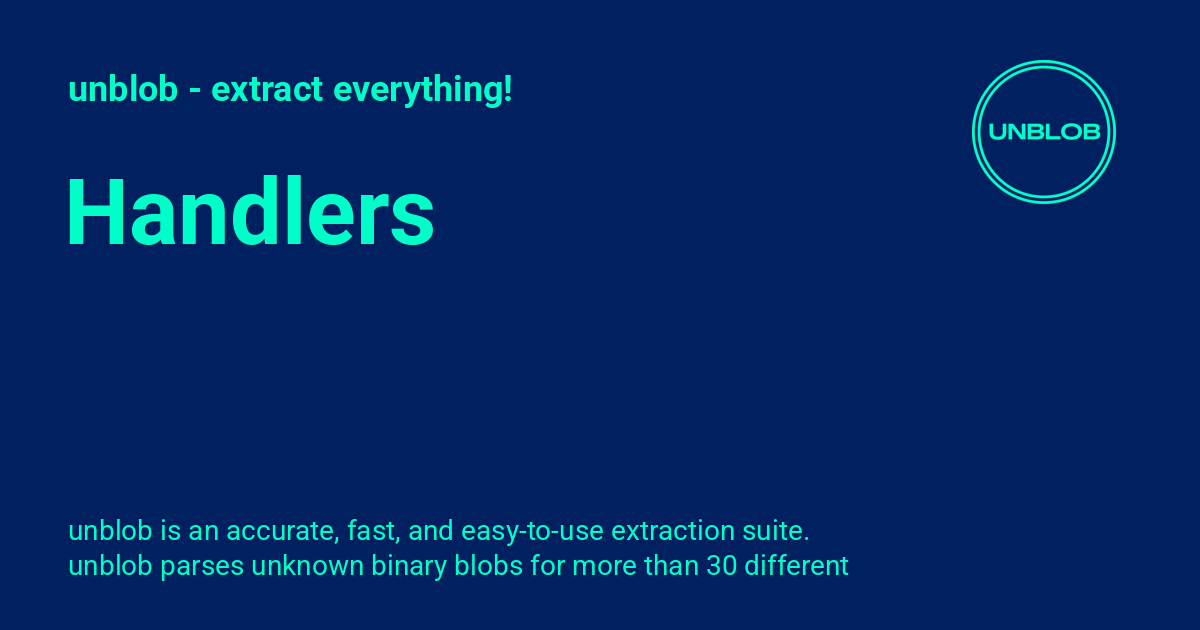 unblob - extract everything!
UNBLOB
Handlers
unblob is an accurate, fast, and easy-to-use extraction suite.
unblob parses unknown binary blobs for more than 30 different